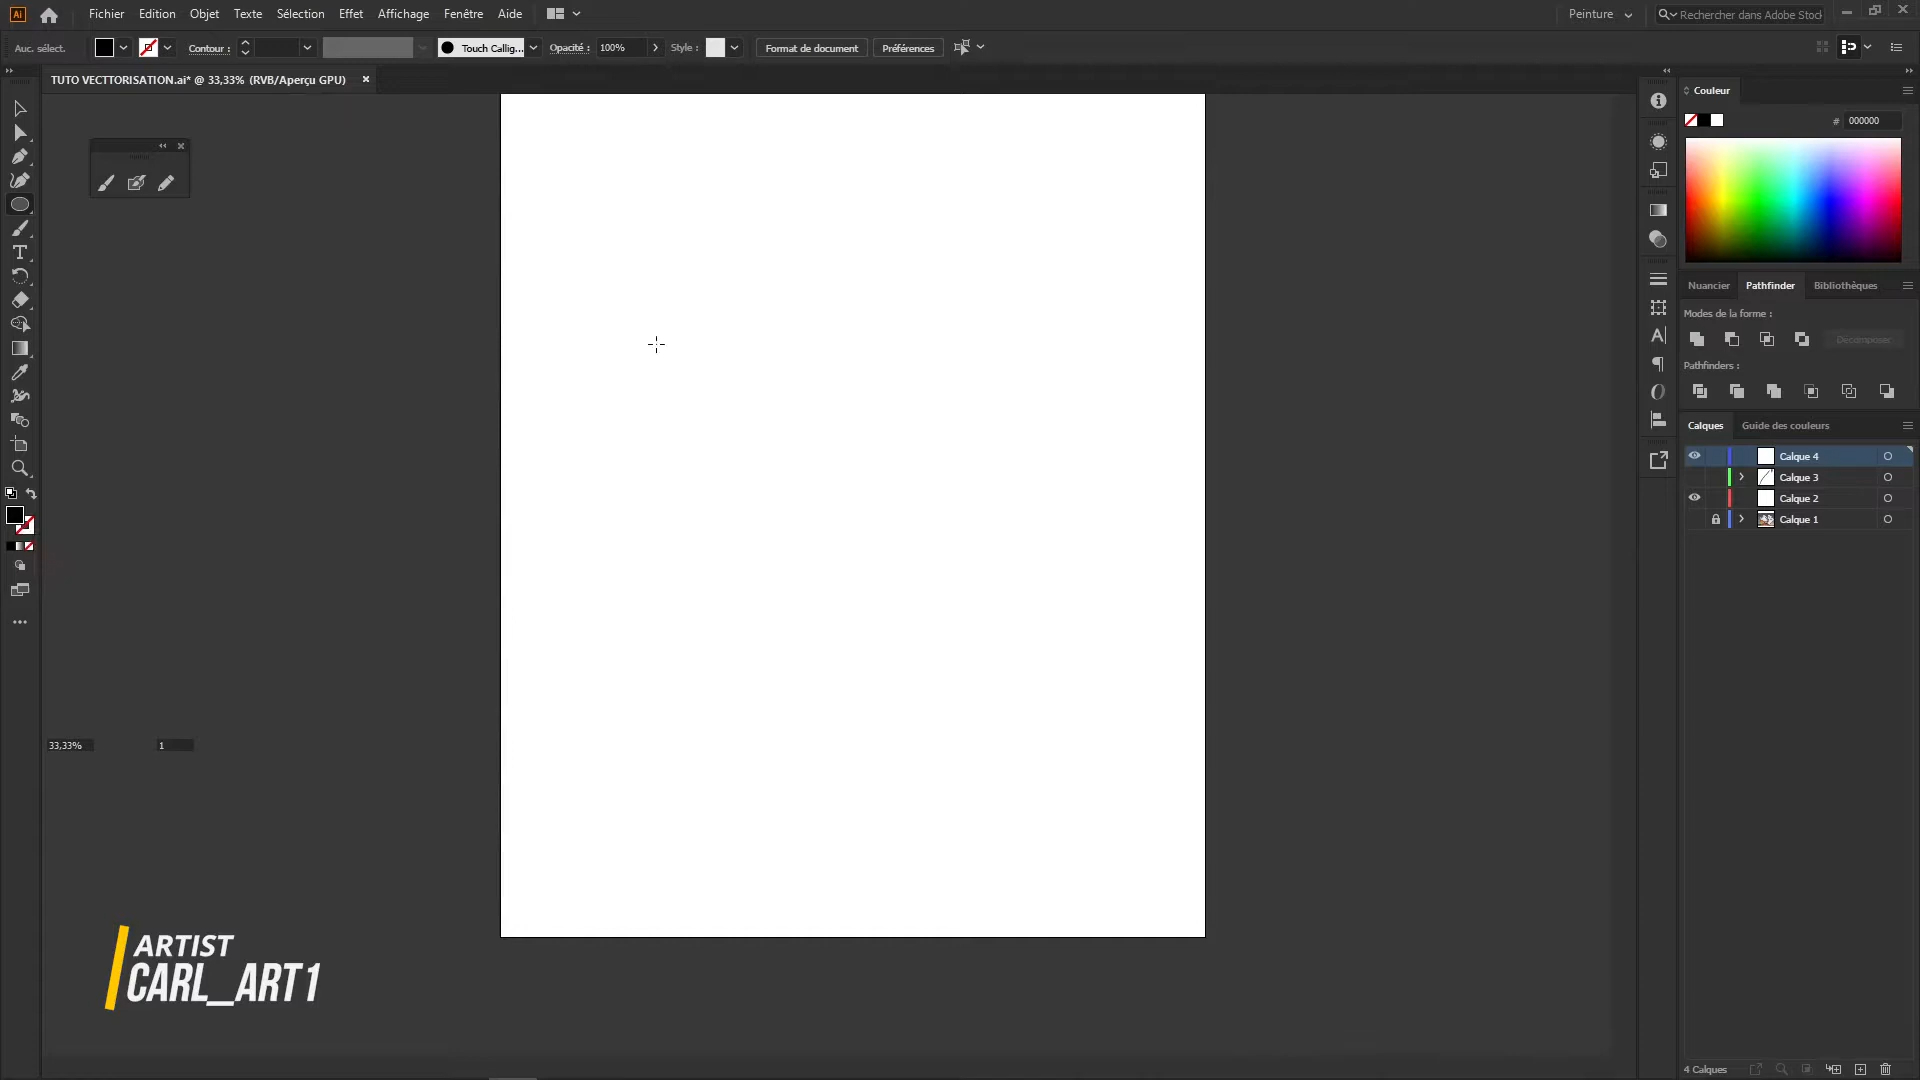 Ai
Fichier Edition Objet Texte Sélection Effet Affichage Fenêtre Aide
Peinture
Rechercher dans Adobe Stock
Auc. sélect.
Contour :
Touch Callig...
Opacité : 100%
Style :
Format de document
Préférences
TUTO VECTTORISATION.ai* @ 33,33% (RVB/Aperçu GPU)
Couleur
# 000000
Nuancier Pathfinder Bibliothèques
Modes de la forme :
Décomposer
Pathfinders :
Calques Guide des couleurs
Calque 4
Calque 3
Calque 2
Calque 1
33,33% 1
ARTIST
CARL_ART1
4 Calques